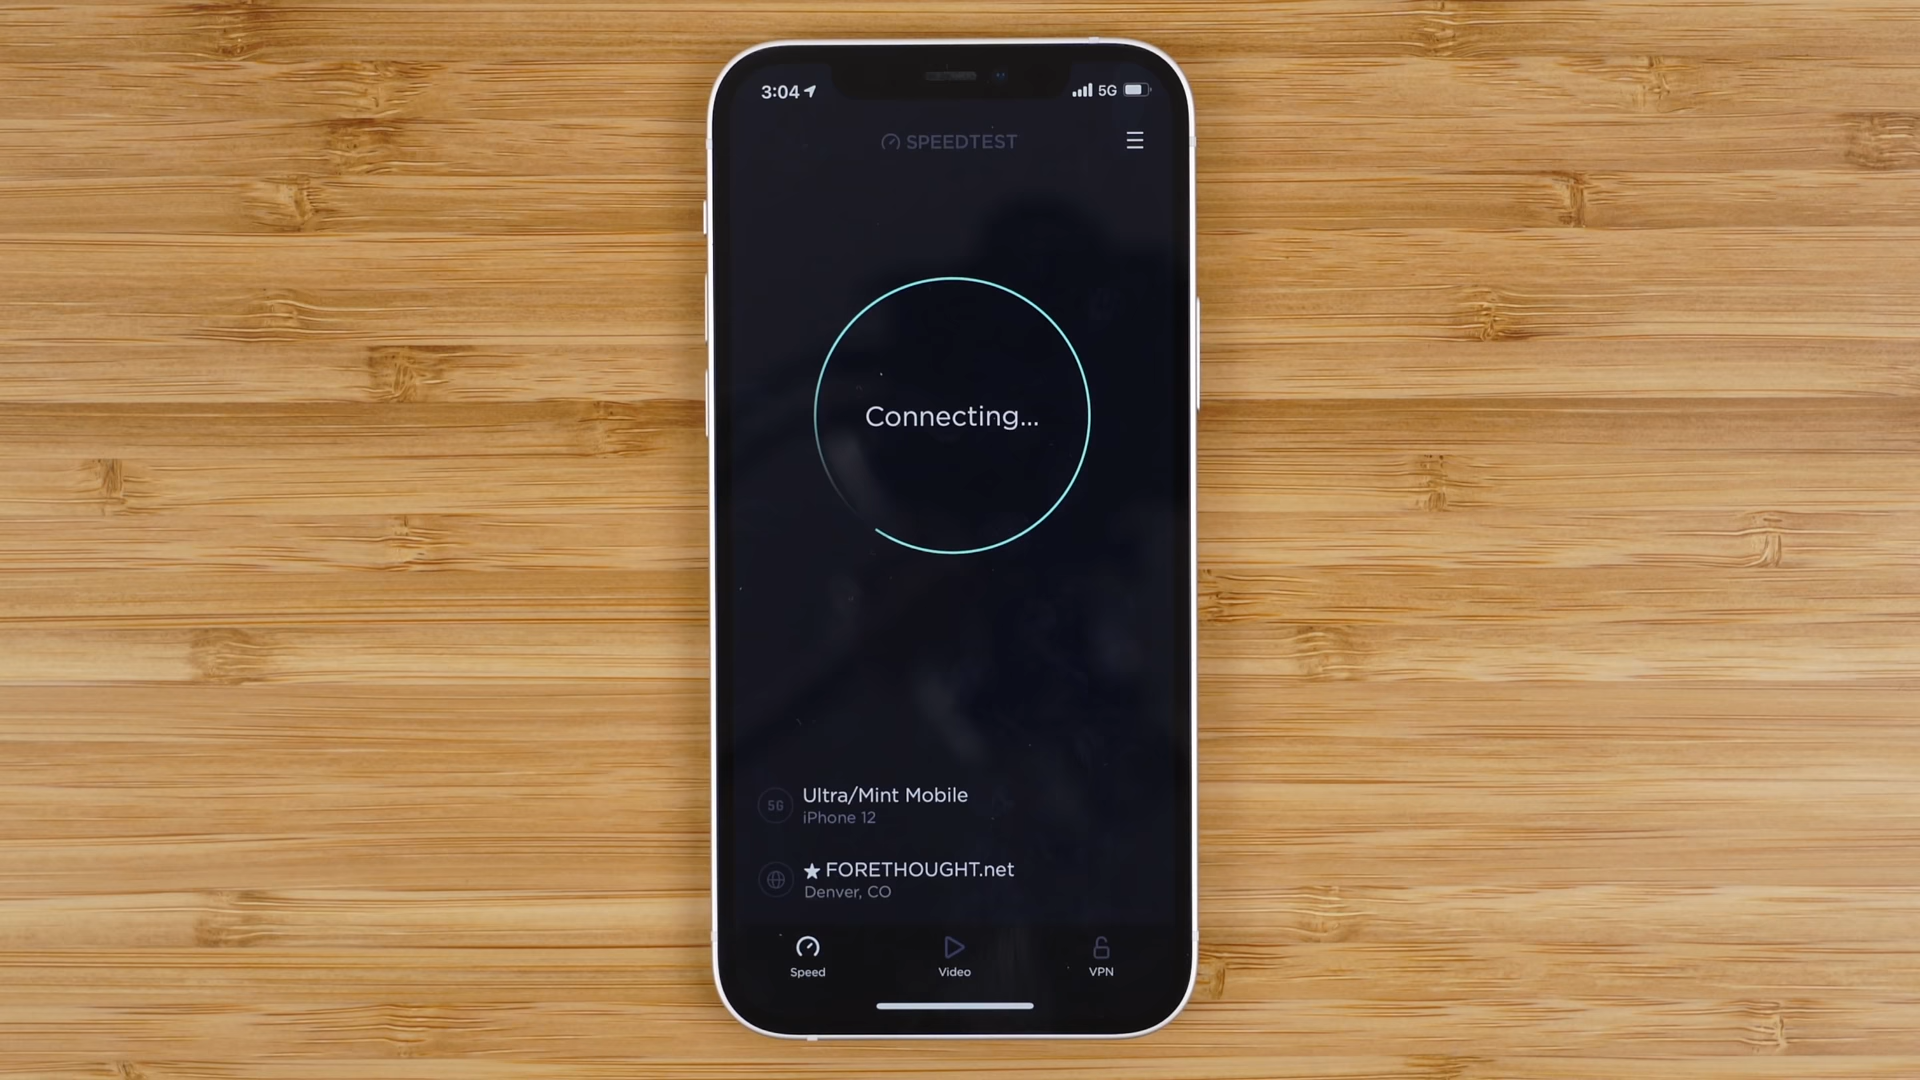 3:04
5G
SPEEDTEST
Connecting...
5G
Ultra/Mint Mobile
iPhone 12
FORETHOUGHT.net
Denver, CO
Speed
Video
VPN